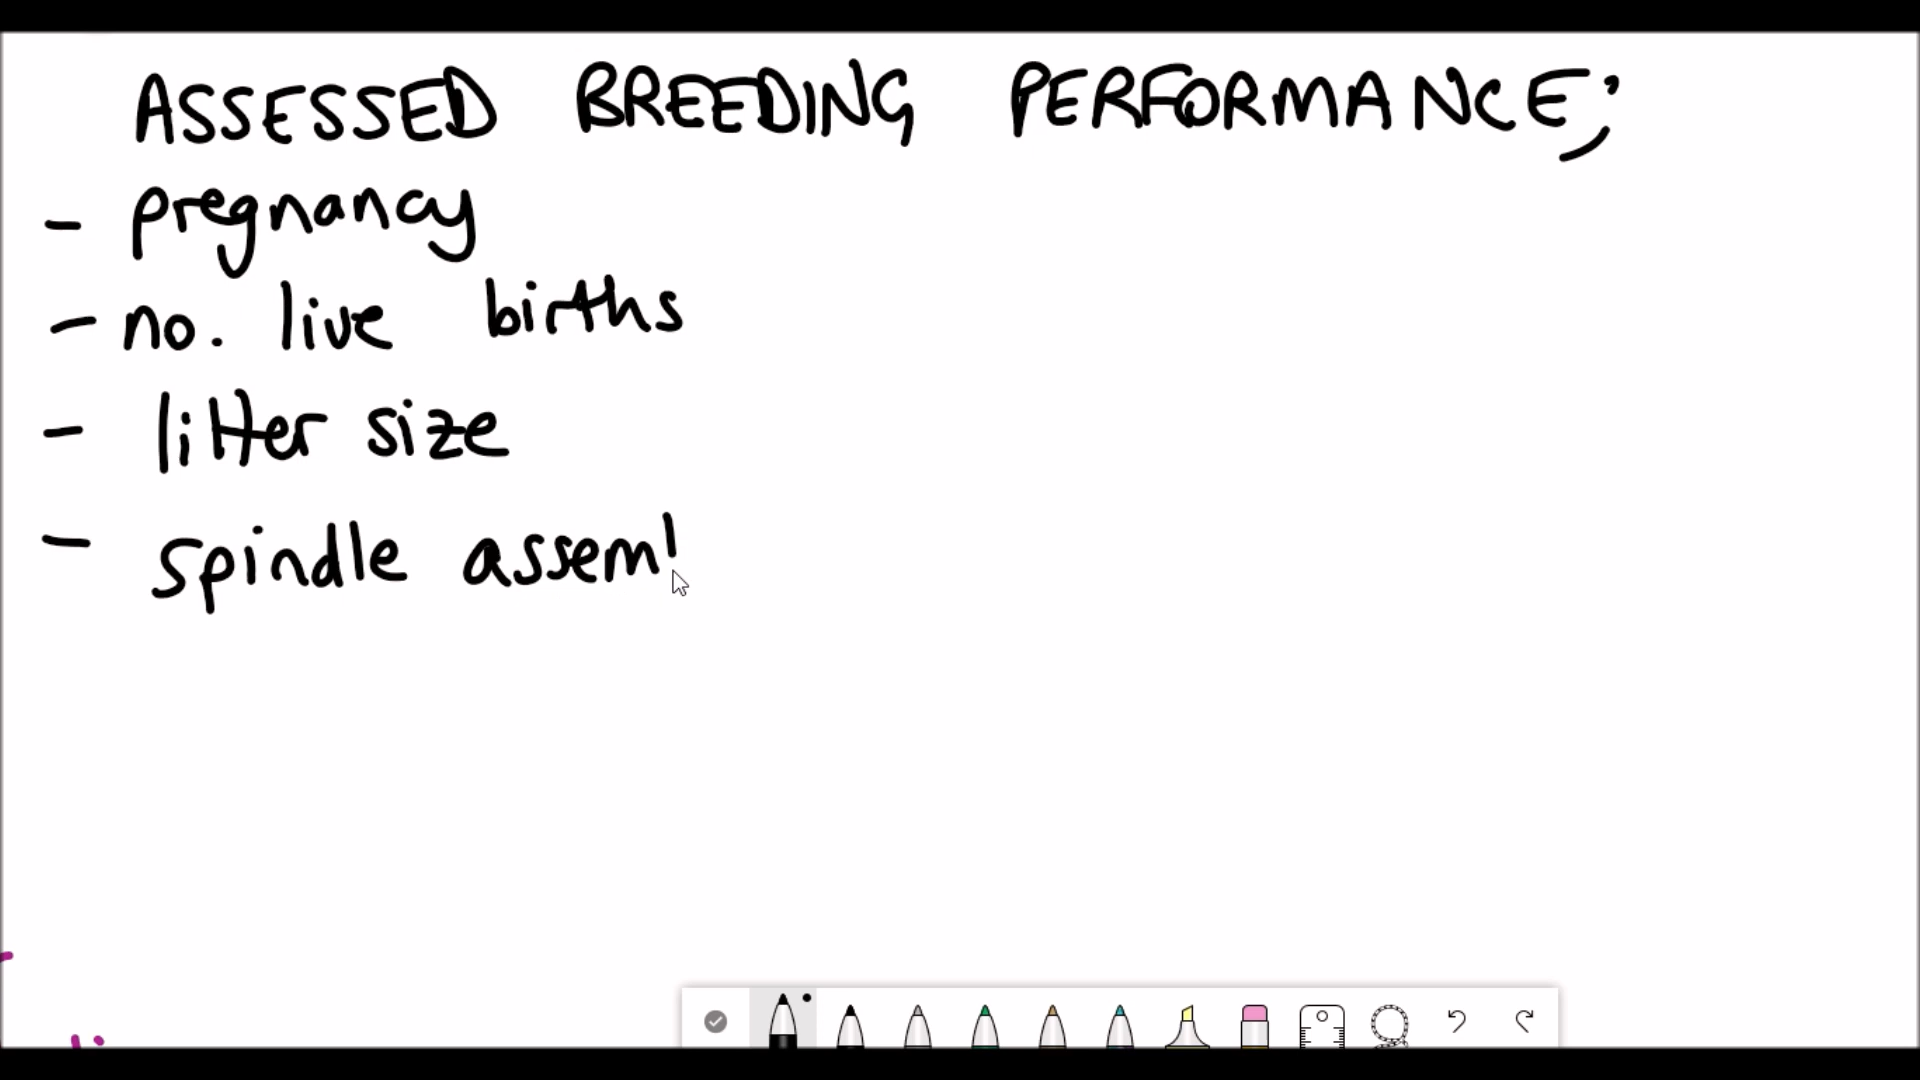 ASSESSED BREEDING PERFORMANCE;
- pregnancy
- no. live births
- litter size
- spindle assem